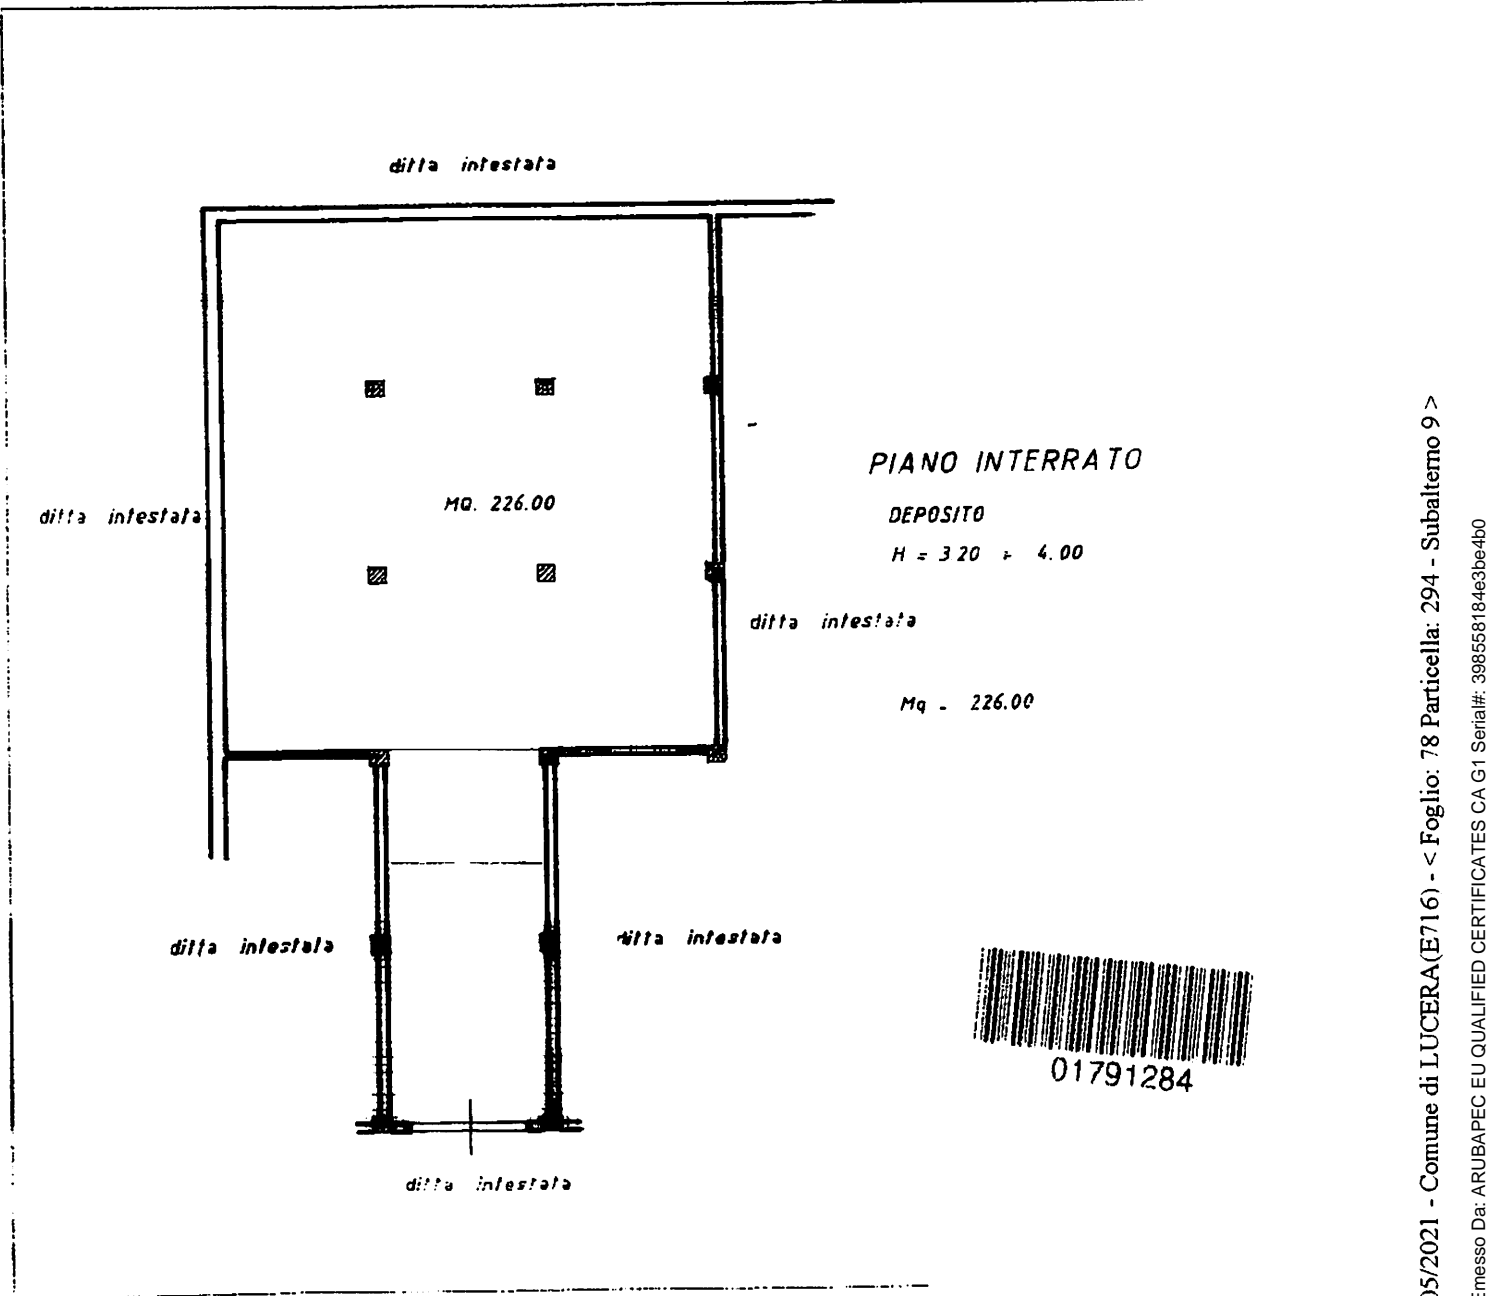 ditta intestata
MQ. 226.00
ditta intestata
PIANO INTERRATO
DEPOSITO
H = 3.20 ÷ 4.00
ditta intestata
Mq - 226.00
ditta intestata
ditta intestata
01791284
ditta intestata
05/2021 - Comune di LUCERA(E716) - < Foglio: 78 Particella: 294 - Subalterno 9 >
Emesso Da: ARUBAPEC EU QUALIFIED CERTIFICATES CA G1 Serial#: 398558184e3be4b0